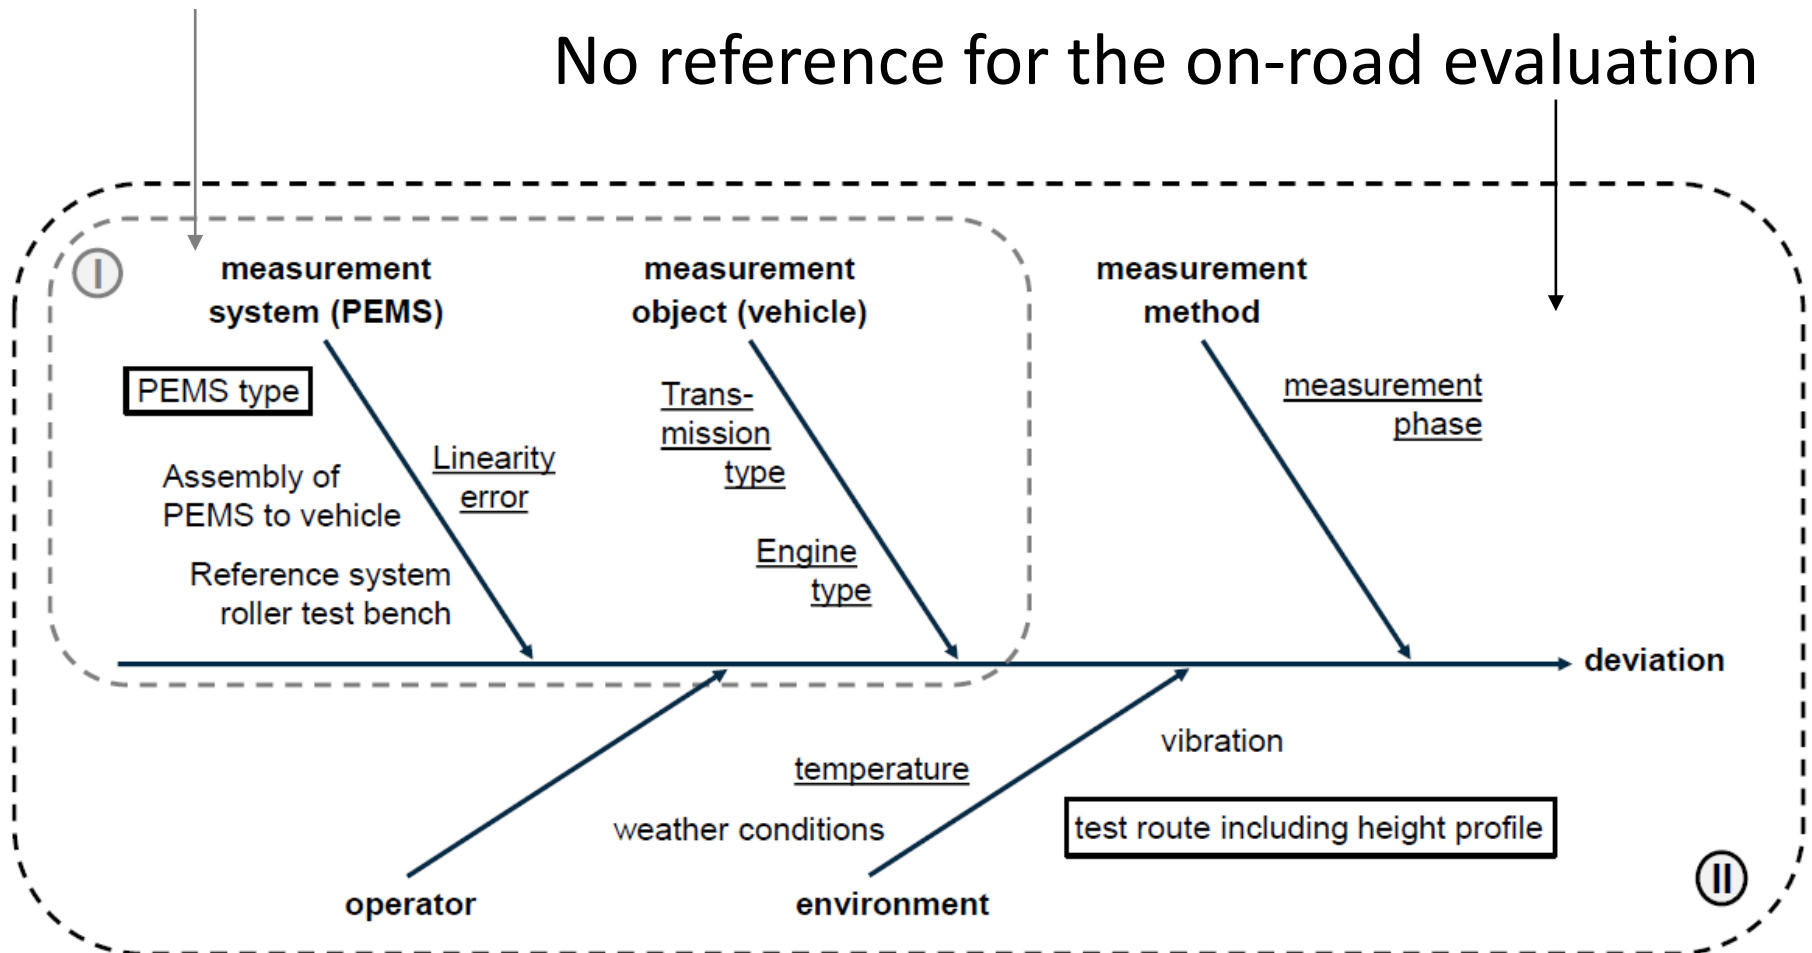 No reference for the on-road evaluation
I
measurement
system (PEMS)
measurement
object (vehicle)
measurement
method
PEMS type
Assembly of
PEMS to vehicle
Reference system
roller test bench
Linearity
error
Trans-
mission
type
Engine
type
measurement
phase
deviation
vibration
temperature
weather conditions
test route including height profile
operator
environment
II